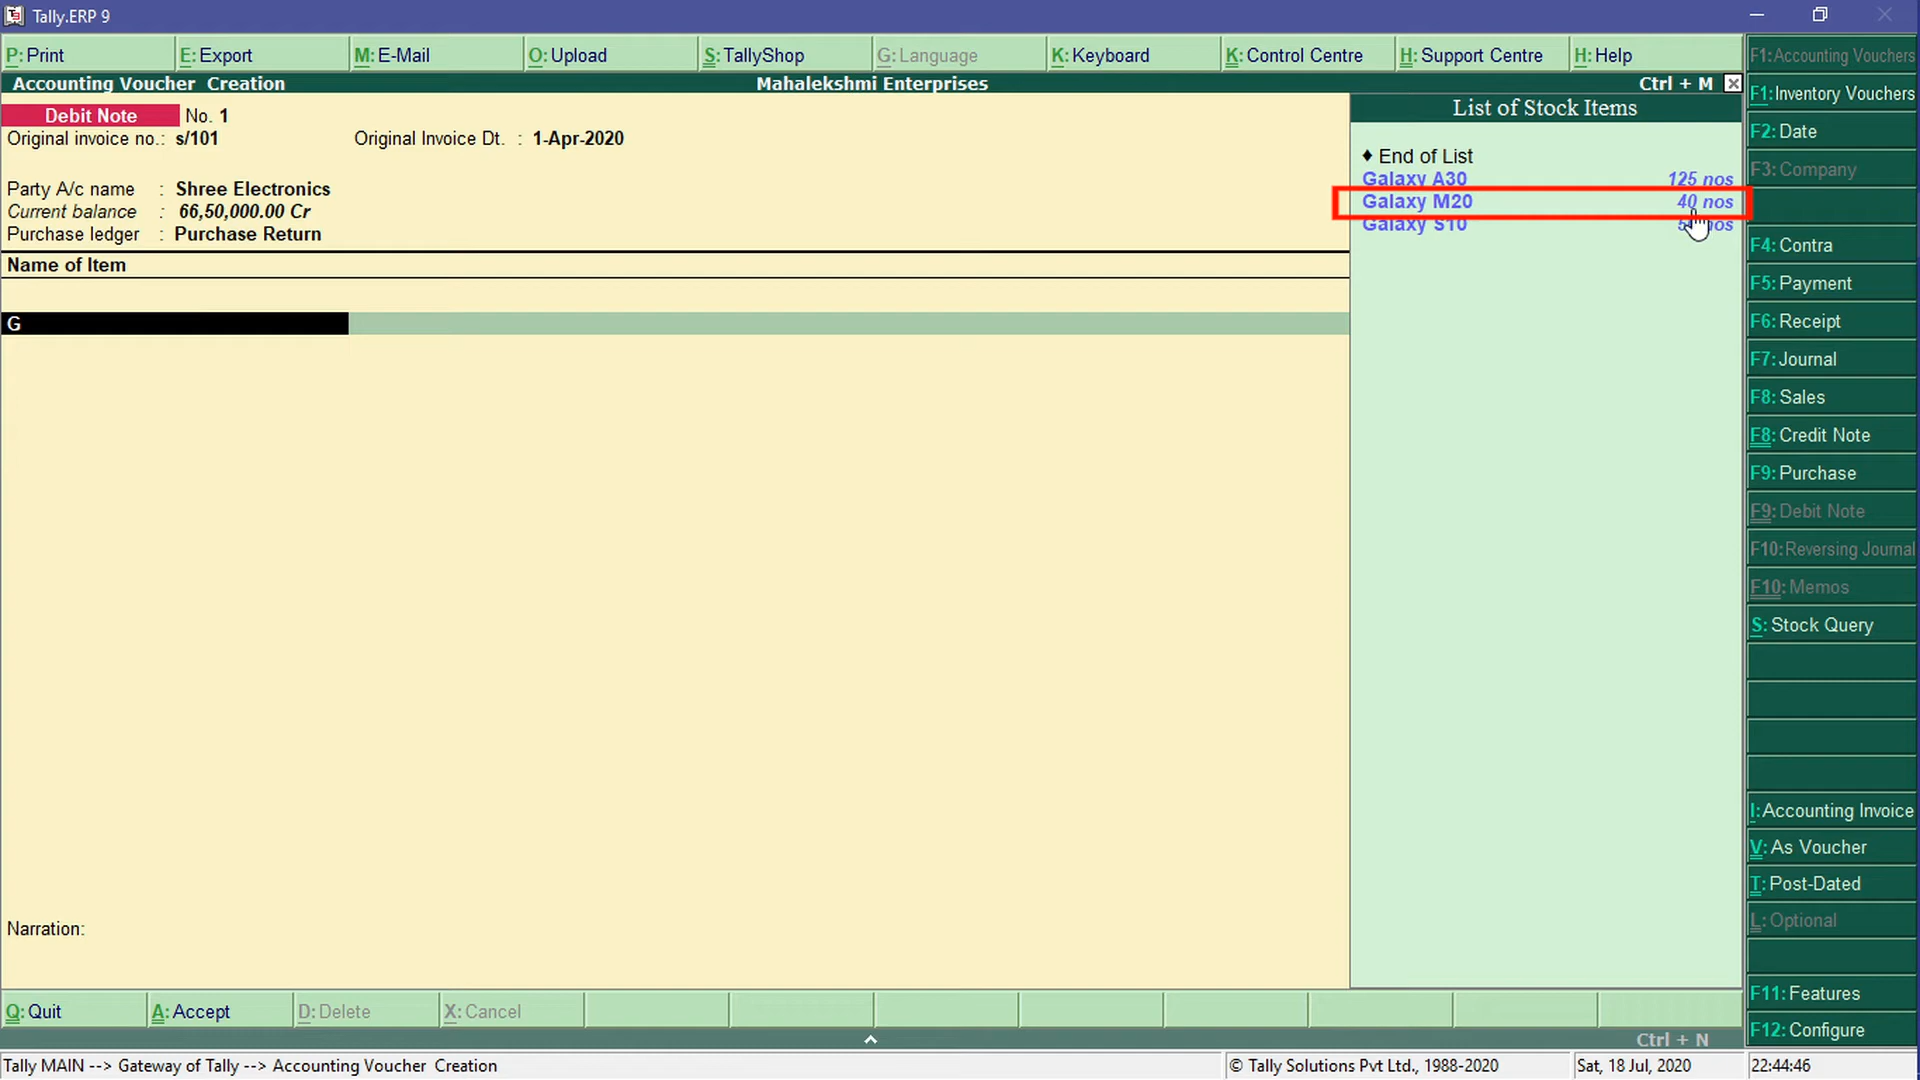 Tally.ERP 9
P: Print
E: Export
M: E-Mail
O: Upload
S: TallyShop
G: Language
K: Keyboard
K: Control Centre
H: Support Centre
H: Help
Accounting Voucher Creation
Mahalekshmi Enterprises
Ctrl + M
Debit Note No. 1
Original invoice no.: s/101
Original Invoice Dt. : 1-Apr-2020
Party A/c name : Shree Electronics
Current balance : 66,50,000.00 Cr
Purchase ledger : Purchase Return
Name of Item
G
Narration:
List of Stock Items
♦ End of List
Galaxy A30 125 nos
Galaxy M20 40 nos
Galaxy S10 nos
F1: Accounting Vouchers
F1: Inventory Vouchers
F2: Date
F3: Company
F4: Contra
F5: Payment
F6: Receipt
F7: Journal
F8: Sales
F8: Credit Note
F9: Purchase
F9: Debit Note
F10: Reversing Journal
F10: Memos
S: Stock Query
I: Accounting Invoice
V: As Voucher
T: Post-Dated
L: Optional
F11: Features
F12: Configure
Q: Quit
A: Accept
D: Delete
X: Cancel
Ctrl + N
Tally MAIN --> Gateway of Tally --> Accounting Voucher Creation
© Tally Solutions Pvt Ltd., 1988-2020
Sat, 18 Jul, 2020
22:44:46